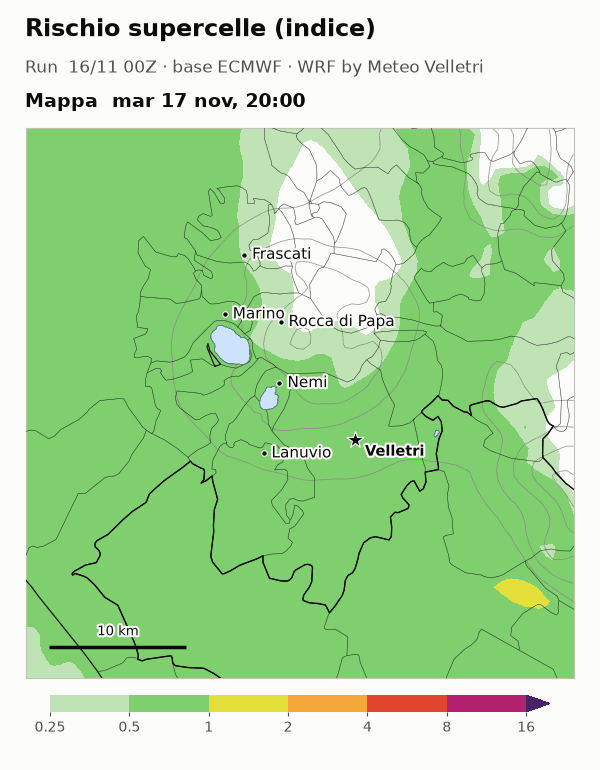 Rischio supercelle (indice)
Run  16/11 00Z · base ECMWF · WRF by Meteo Velletri
Mappa  mar 17 nov, 20:00
Frascati
Marino
Rocca di Papa
Nemi
Velletri
Lanuvio
10 km
0.25 0.5 1 2 4 8 16